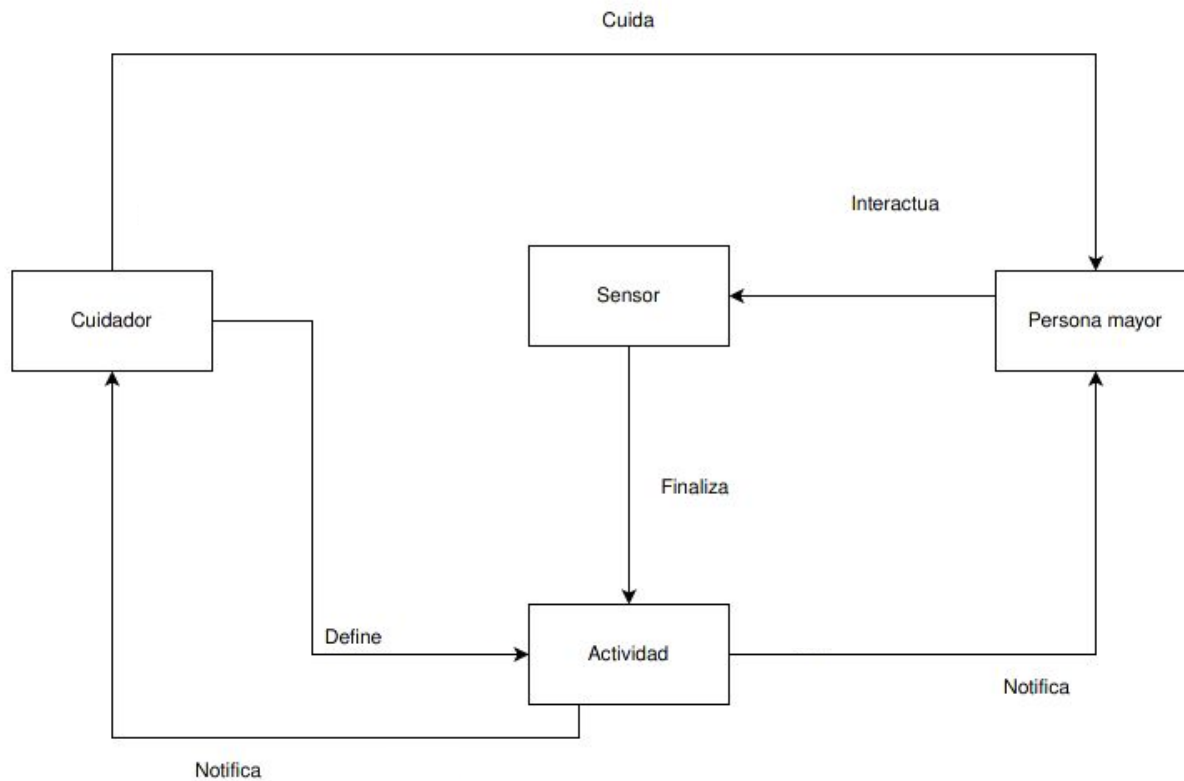 Cuida
Interactua
Sensor
Cuidador
Persona mayor
Finaliza
Define
Actividad
Notifica
Notifica